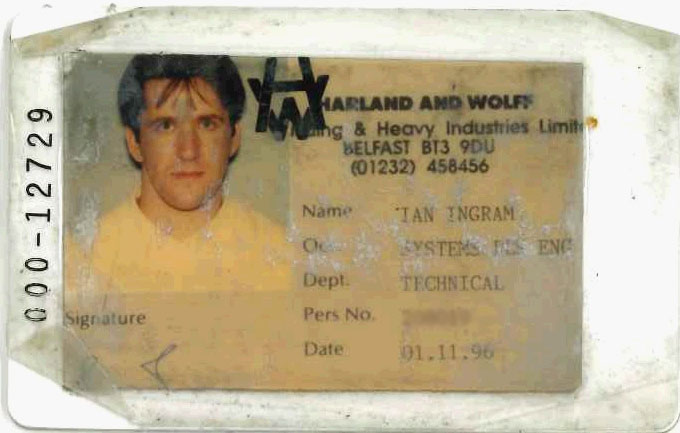 000-12729
HARLAND AND WOLFF
& Heavy Industries
BELFAST BT3 9DU
(01232) 458456
Name IAN INGRAM
SYSTEMS ENG
Dept. TECHNICAL
Signature
Pers No.
Date 01.11.96